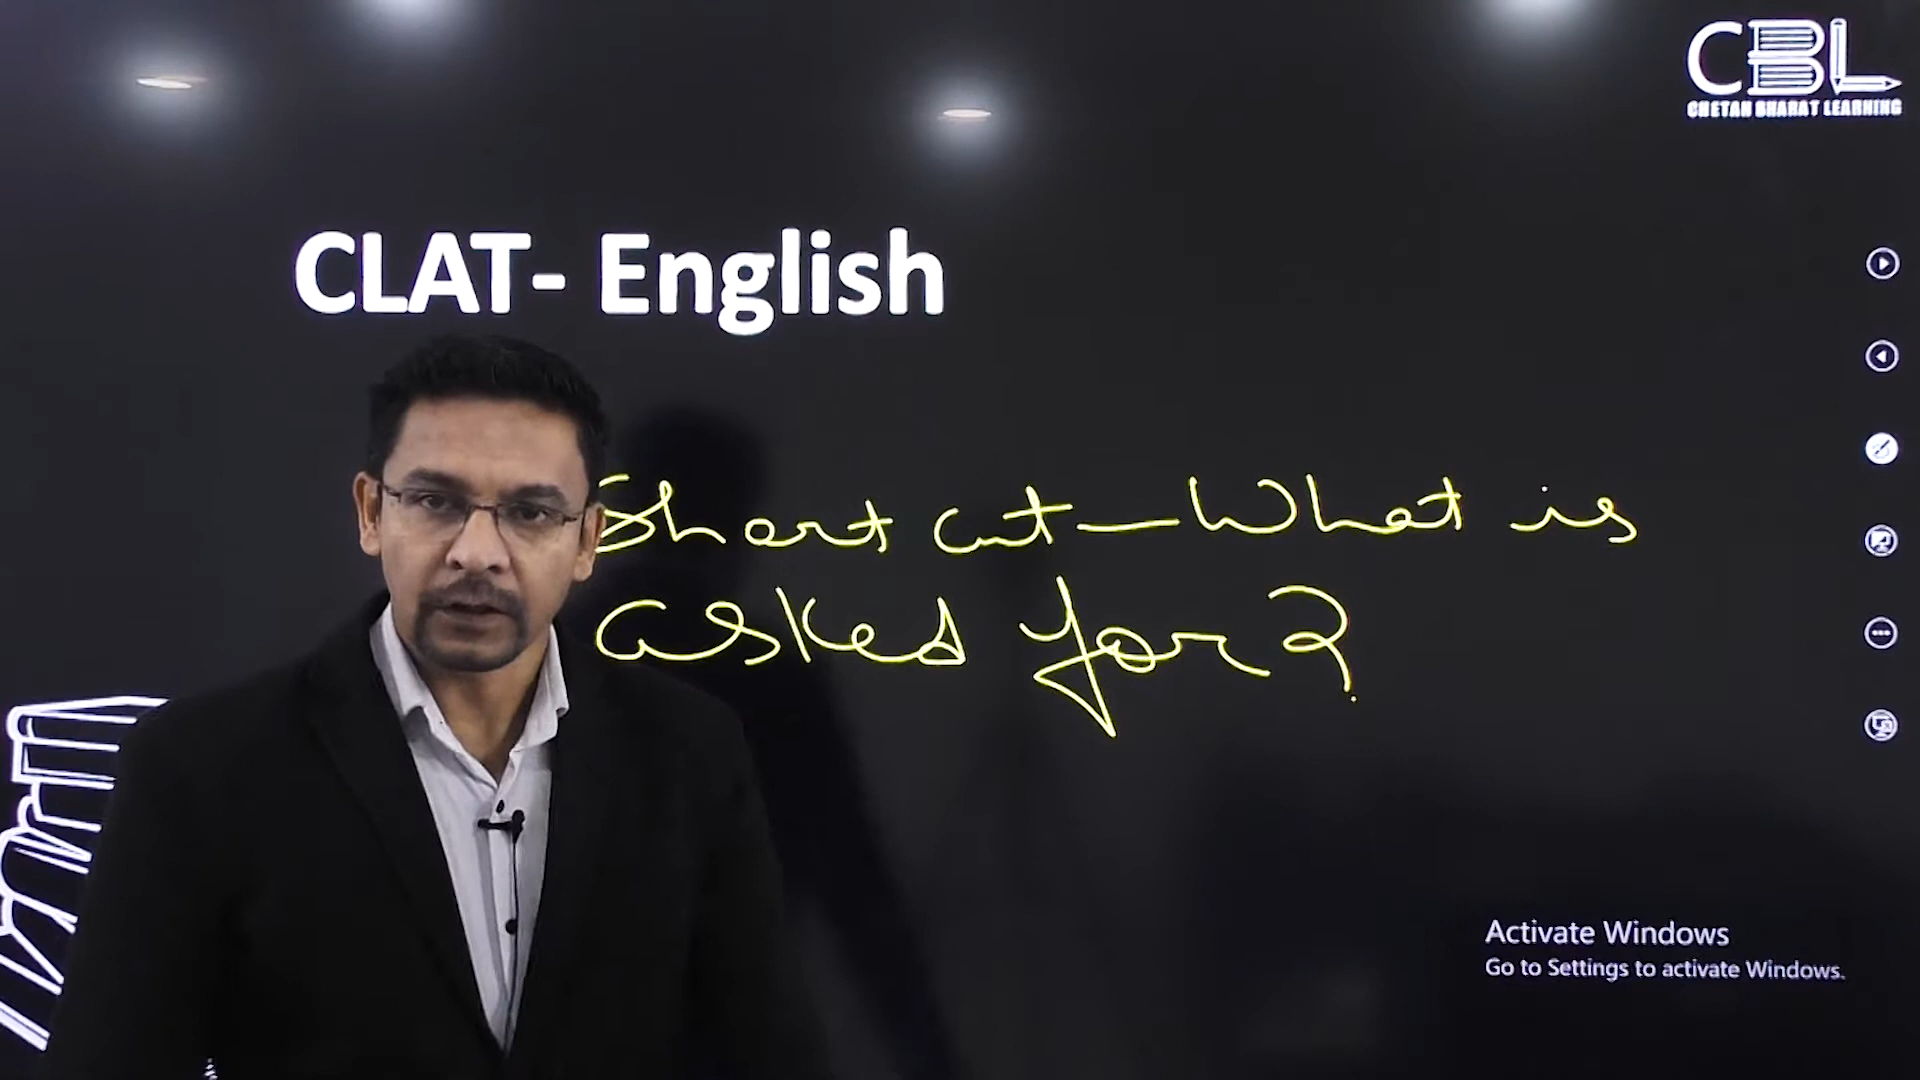 CBL
CHETAN BHARAT LEARNING
CLAT- English
Short cut—What is
asked for?
Activate Windows
Go to Settings to activate Windows.